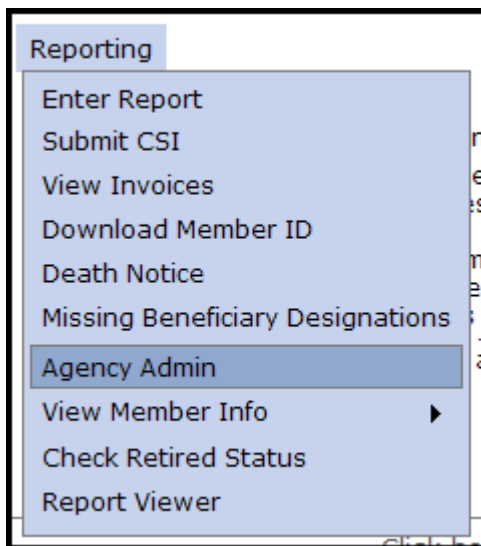 Reporting
Enter Report
Submit CSI
View Invoices
Download Member ID
Death Notice
Missing Beneficiary Designations
Agency Admin
View Member Info
Check Retired Status
Report Viewer